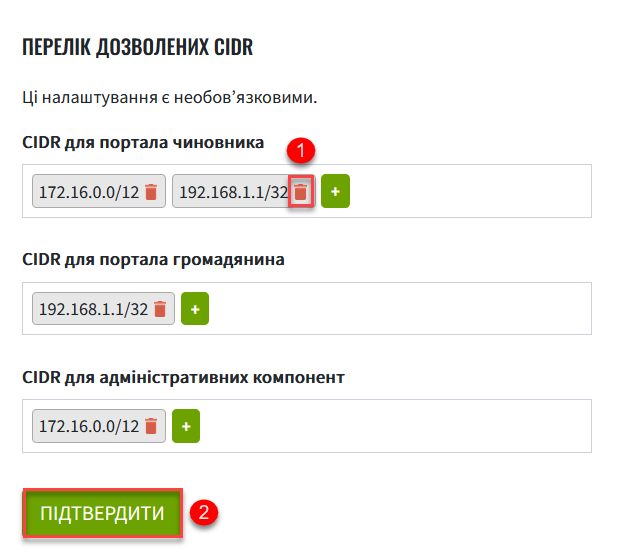 ПЕРЕЛІК ДОЗВОЛЕНИХ CIDR
Ці налаштування є необов’язковими.
CIDR для портала чиновника
1
172.16.0.0/12 192.168.1.1/32 +
CIDR для портала громадянина
192.168.1.1/32 +
CIDR для адміністративних компонент
172.16.0.0/12 +
ПІДТВЕРДИТИ 2